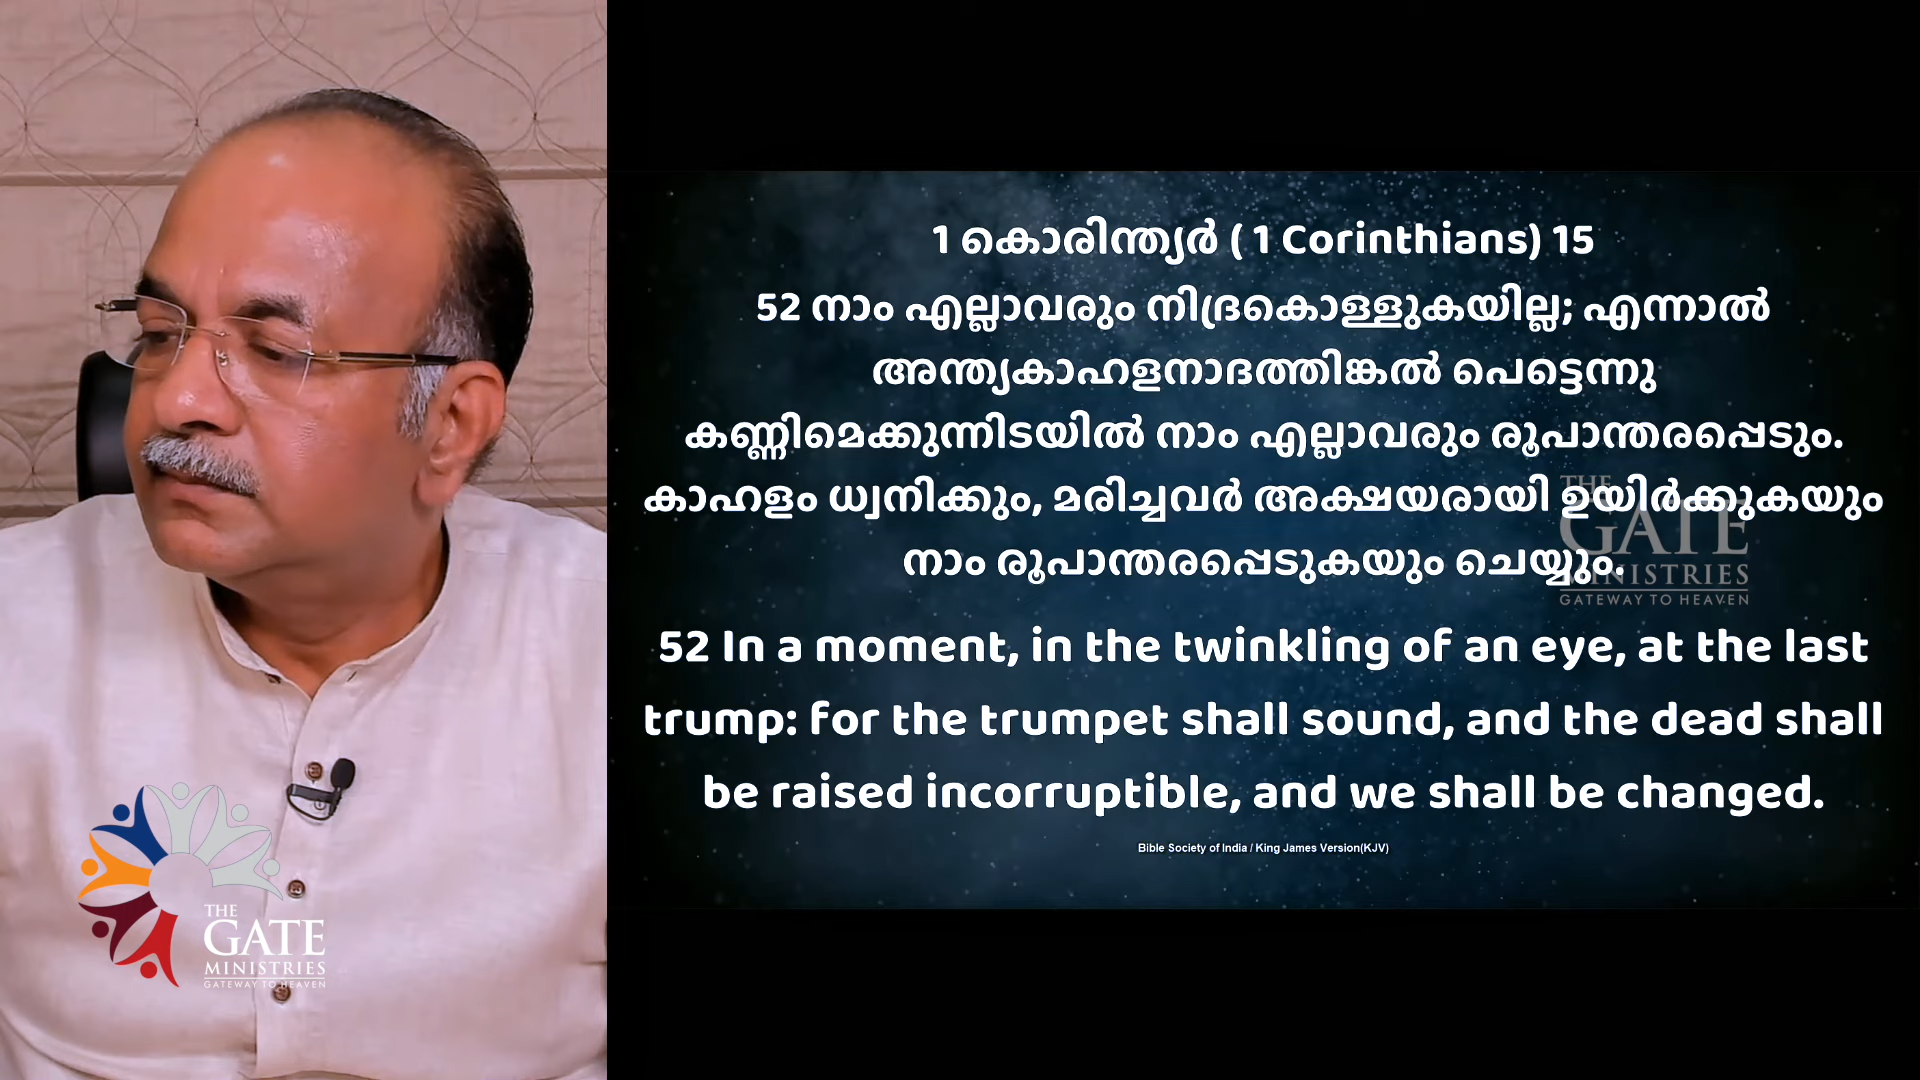 1 കൊരിന്ത്യർ ( 1 Corinthians) 15
52 നാം എല്ലാവരും നിദ്രകൊള്ളുകയില്ല; എന്നാൽ
അന്ത്യകാഹളനാദത്തിങ്കൽ പെട്ടെന്നു
കണ്ണിമെക്കുന്നിടയിൽ നാം എല്ലാവരും രൂപാന്തരപ്പെടും.
കാഹളം ധ്വനിക്കും, മരിച്ചവർ അക്ഷയരായി ഉയിർക്കുകയും
നാം രൂപാന്തരപ്പെടുകയും ചെയ്യും.
THE
GATE
MINISTRIES
GATEWAY TO HEAVEN
52 In a moment, in the twinkling of an eye, at the last
trump: for the trumpet shall sound, and the dead shall
be raised incorruptible, and we shall be changed.
Bible Society of India / King James Version(KJV)
THE
GATE
MINISTRIES
GATEWAY TO HEAVEN